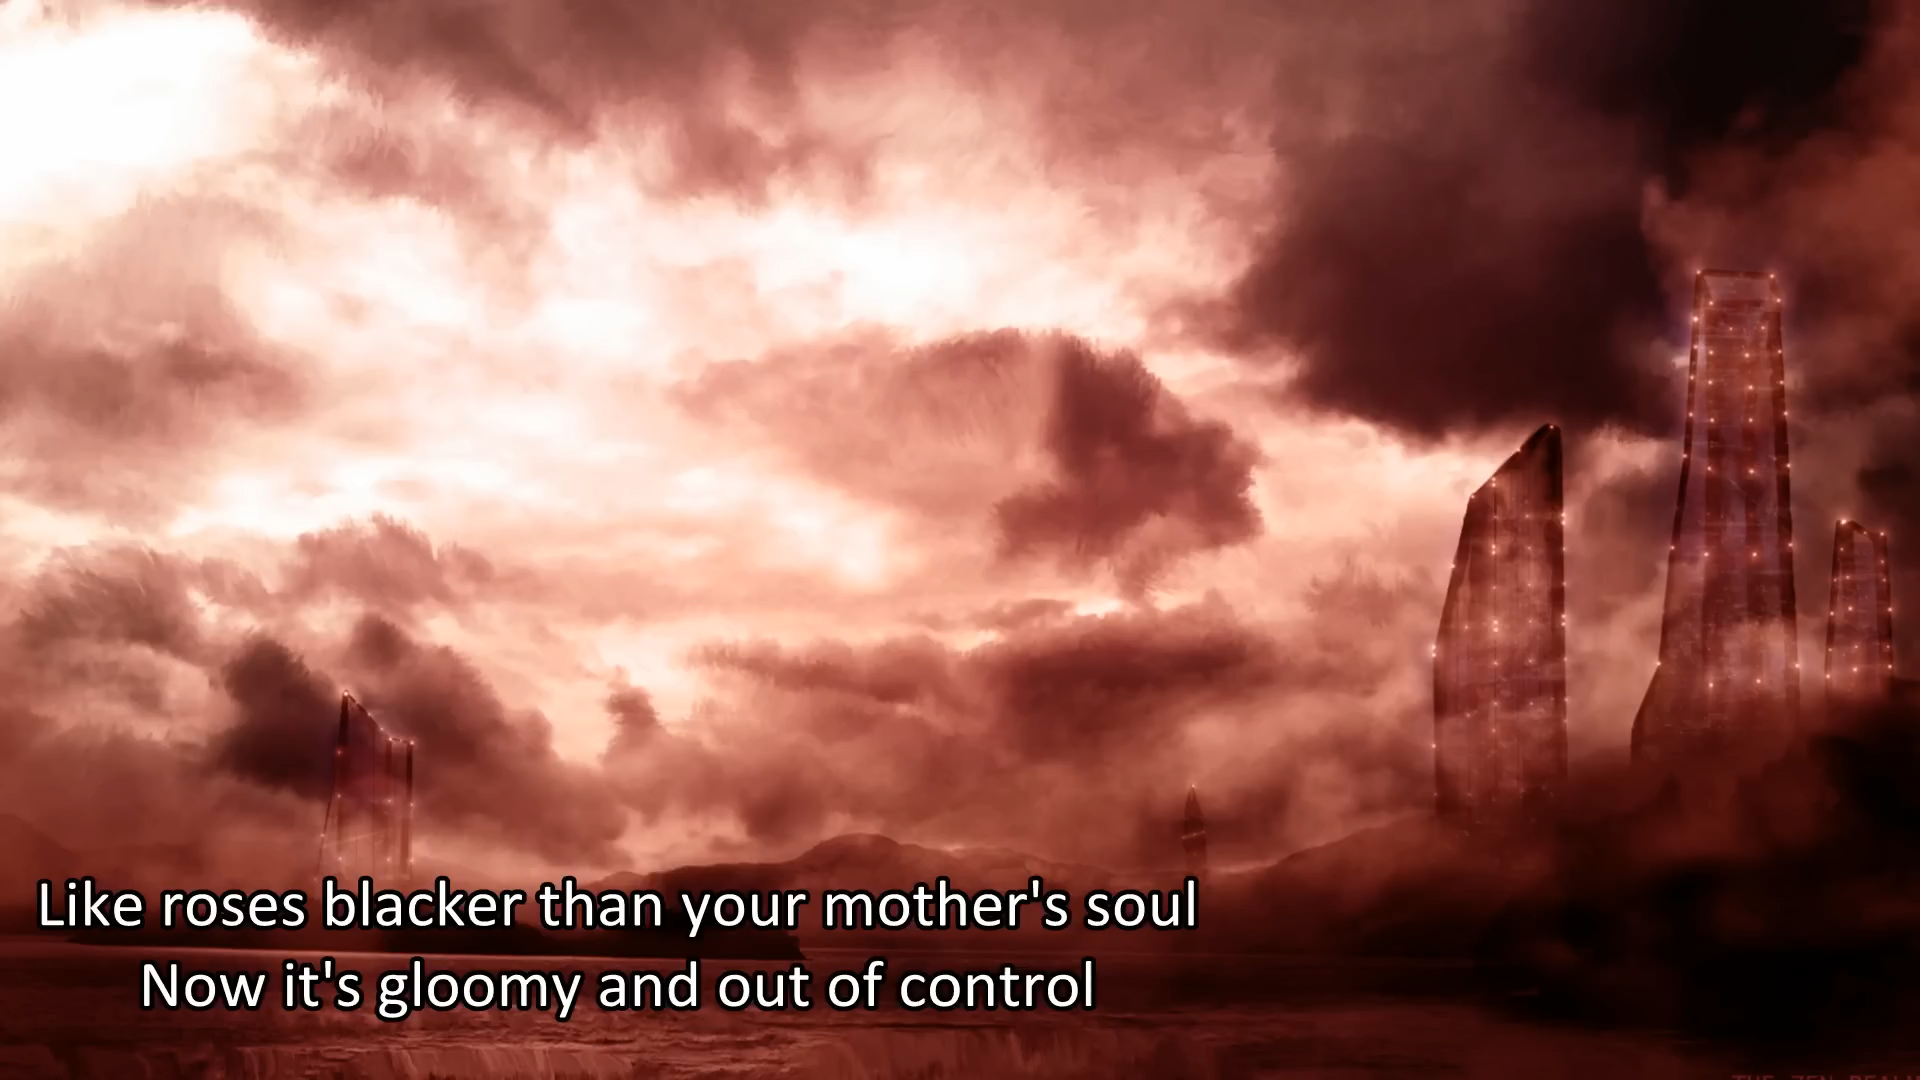 Like roses blacker than your mother's soul
Now it's gloomy and out of control